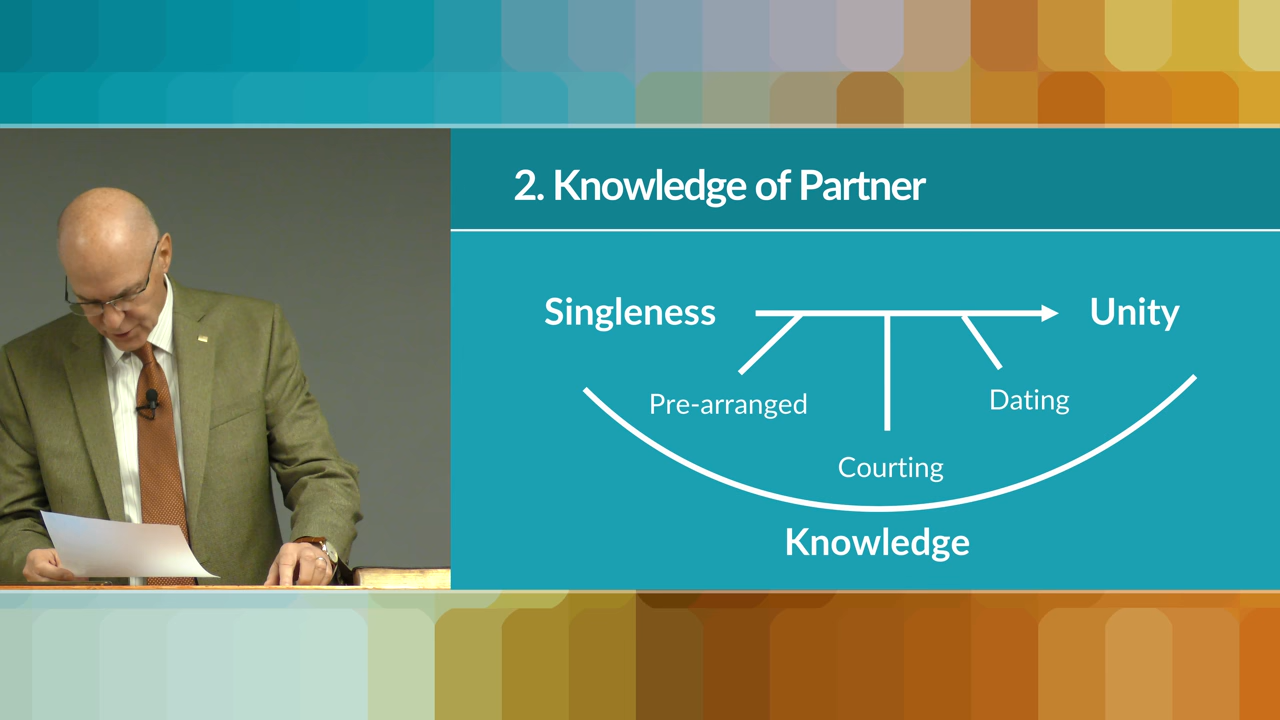 2. Knowledge of Partner
Singleness
Unity
Pre-arranged
Dating
Courting
Knowledge